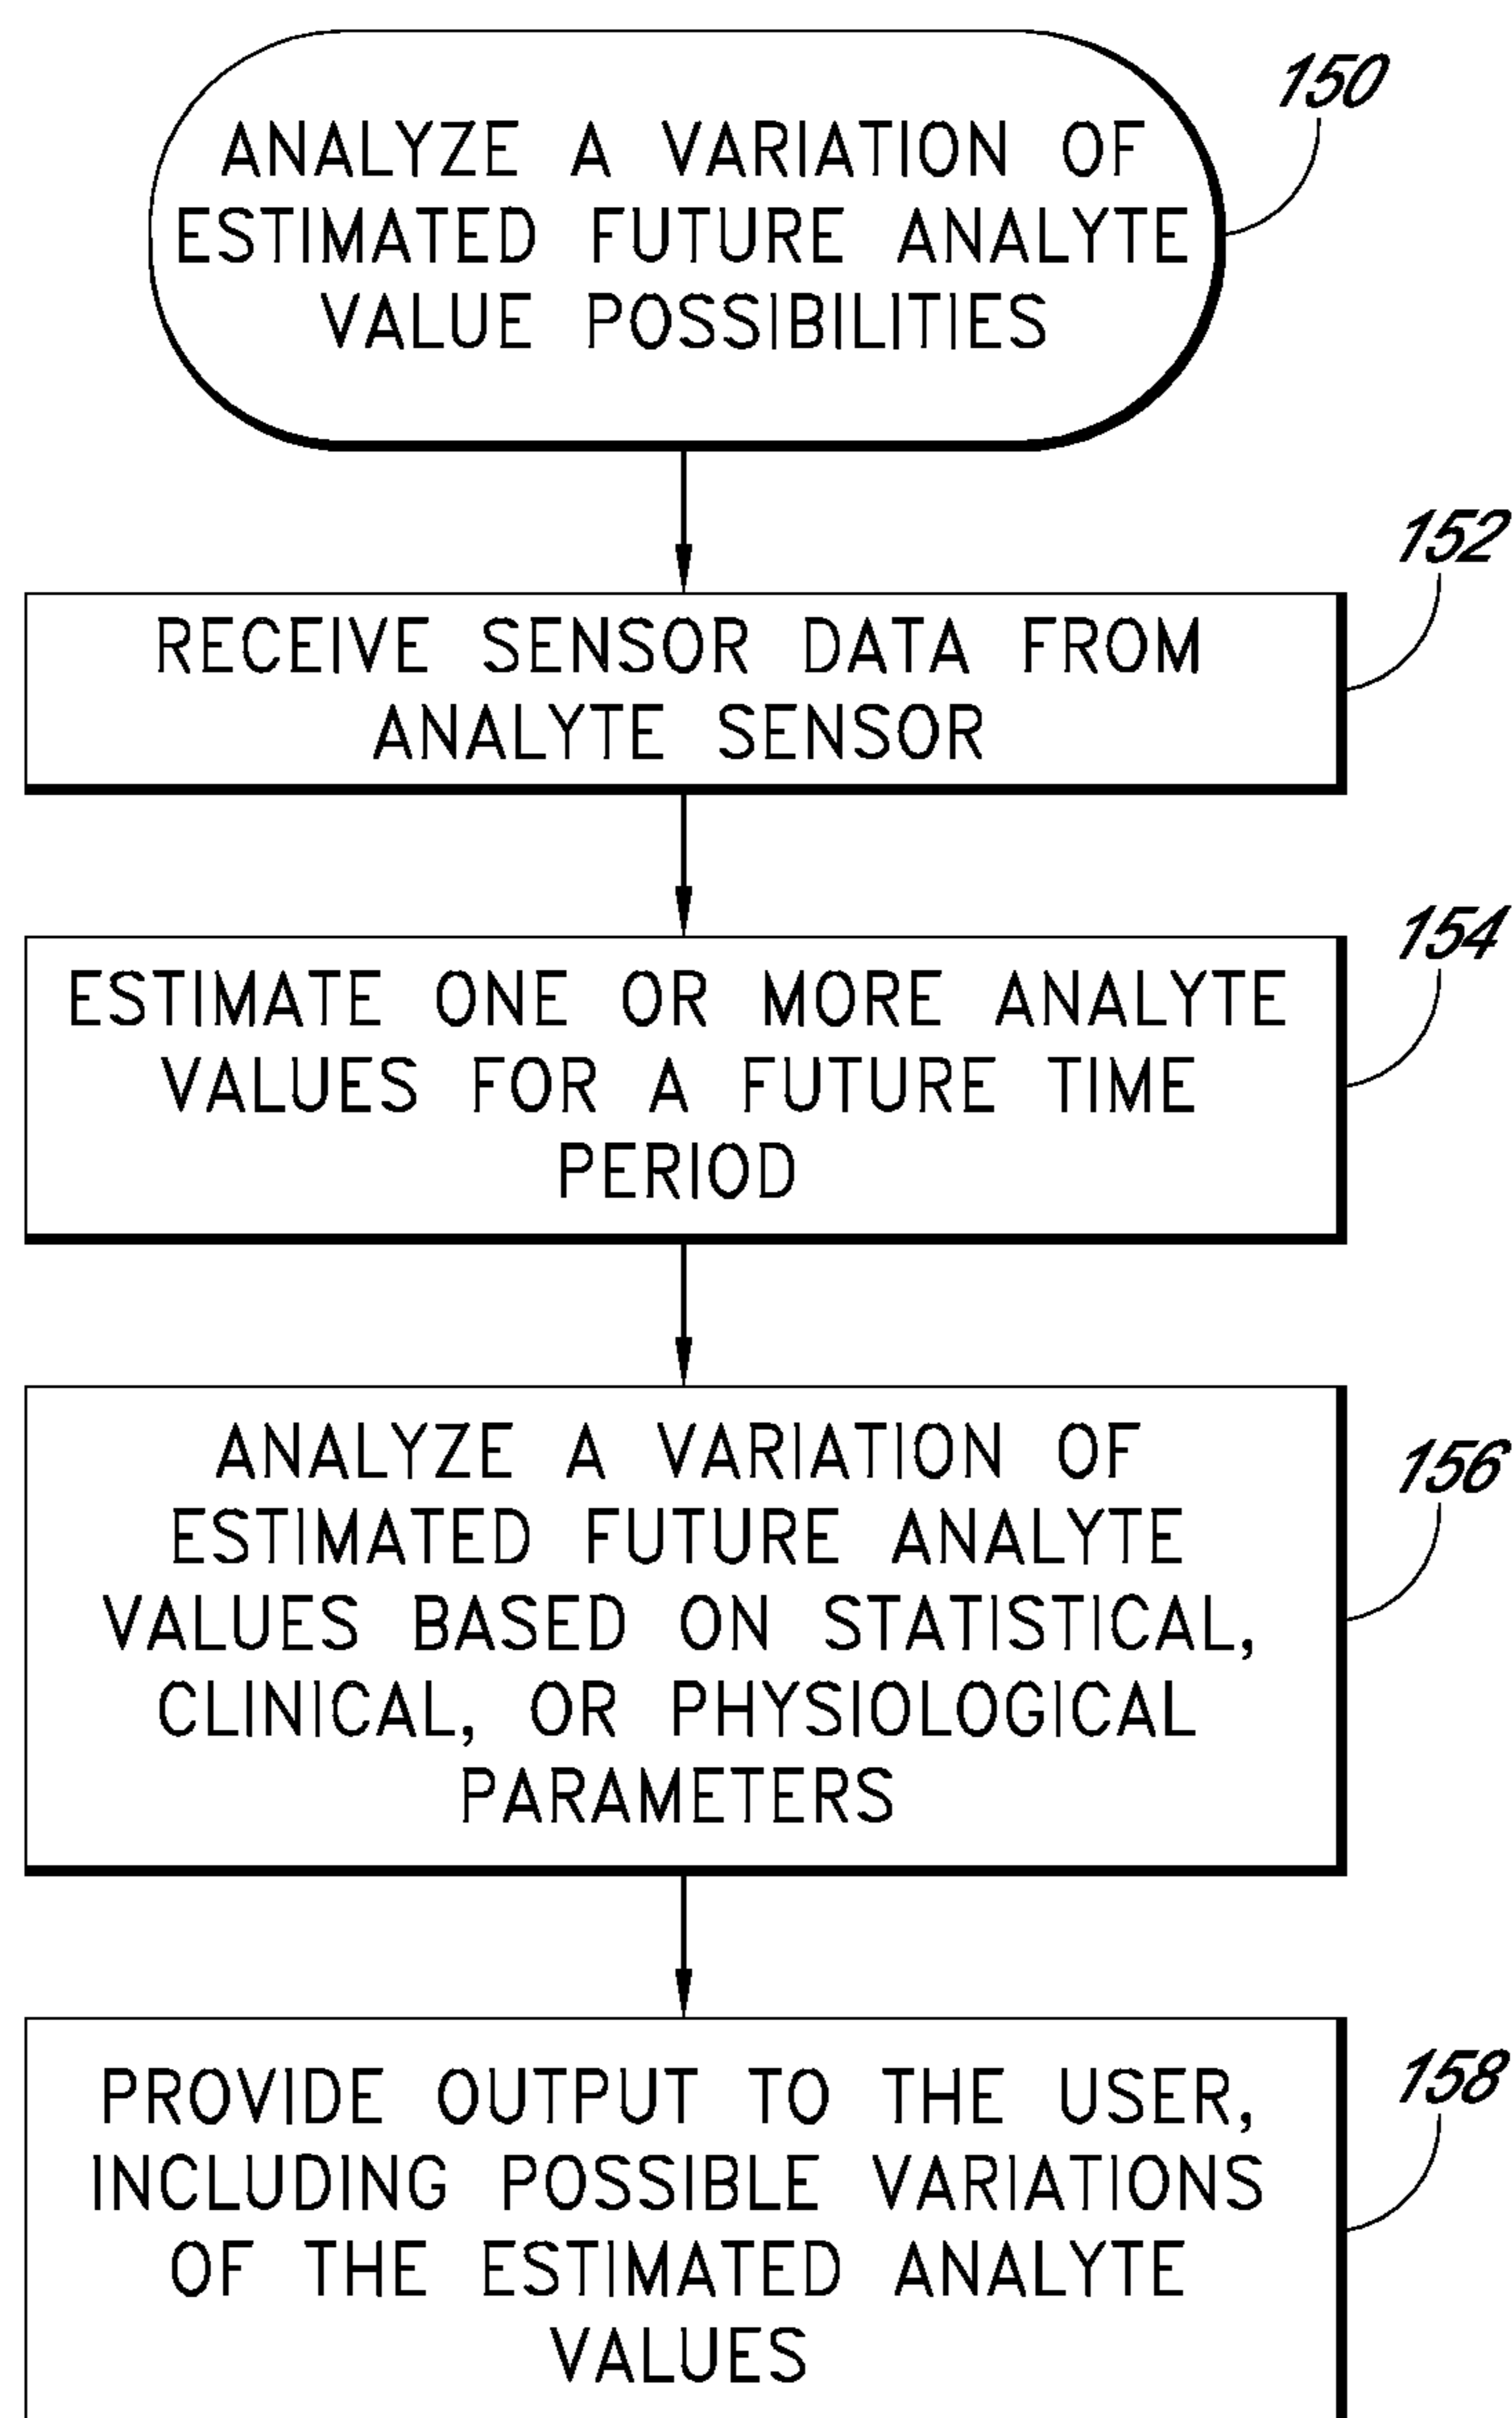 150
ANALYZE A VARIATION OF
ESTIMATED FUTURE ANALYTE
VALUE POSSIBILITIES
152
RECEIVE SENSOR DATA FROM
ANALYTE SENSOR
154
ESTIMATE ONE OR MORE ANALYTE
VALUES FOR A FUTURE TIME
PERIOD
156
ANALYZE A VARIATION OF
ESTIMATED FUTURE ANALYTE
VALUES BASED ON STATISTICAL,
CLINICAL, OR PHYSIOLOGICAL
PARAMETERS
158
PROVIDE OUTPUT TO THE USER,
INCLUDING POSSIBLE VARIATIONS
OF THE ESTIMATED ANALYTE
VALUES